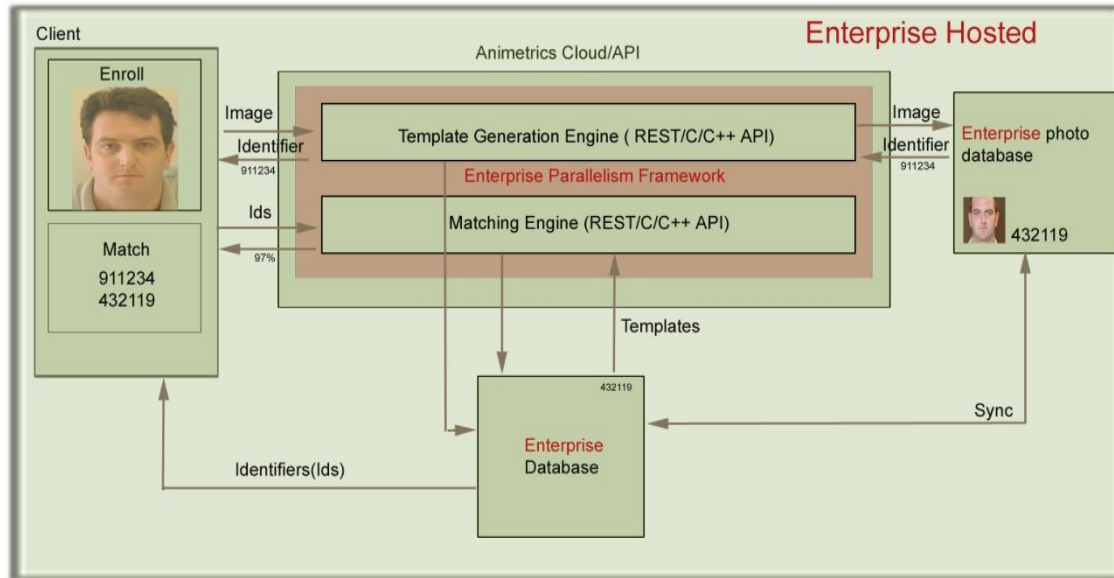 Enterprise Hosted
Client
Animetrics Cloud/API
Enroll
Image
Identifier
911234
Template Generation Engine ( REST/C/C++ API)
Enterprise Parallelism Framework
Image
Identifier
911234
Enterprise photo
database
432119
Ids
97%
Matching Engine (REST/C/C++ API)
Match
911234
432119
Templates
432119
Enterprise
Database
Sync
Identifiers(Ids)